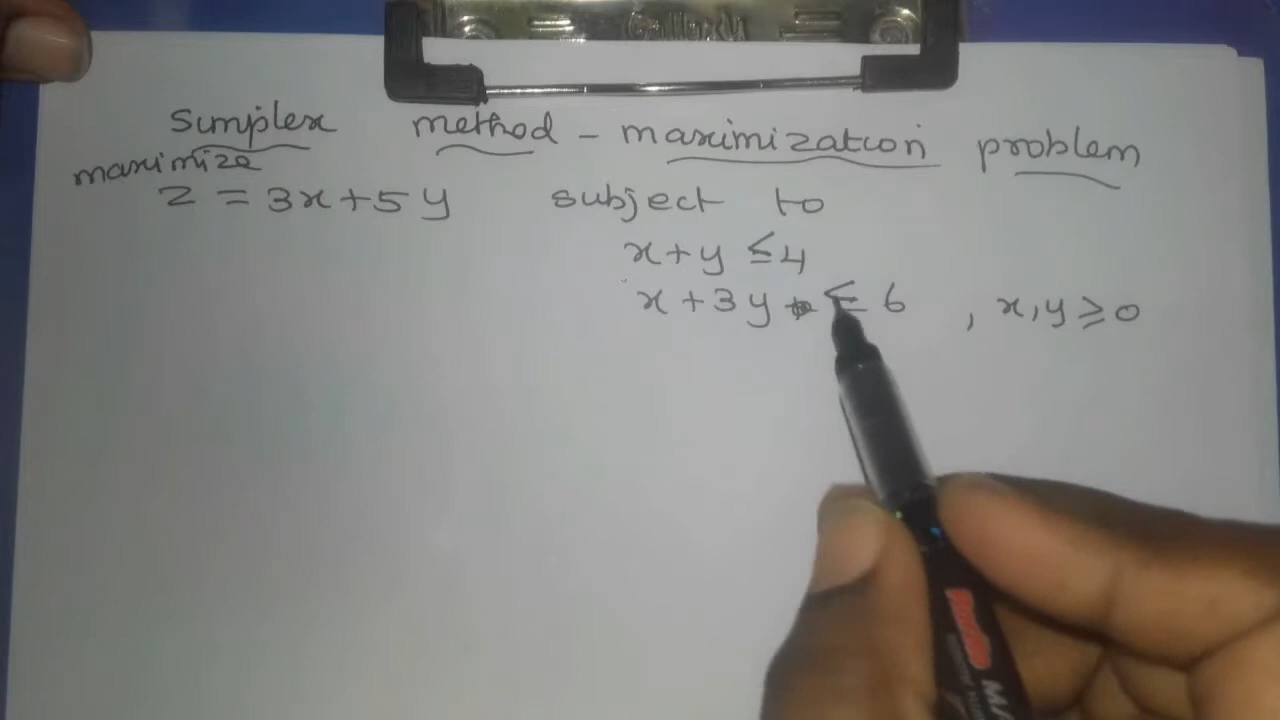 Simplex method - maximization problem
maximize
Z = 3x + 5y subject to
x + y ≤ 4
x + 3y ≤ 6 , x, y ≥ 0